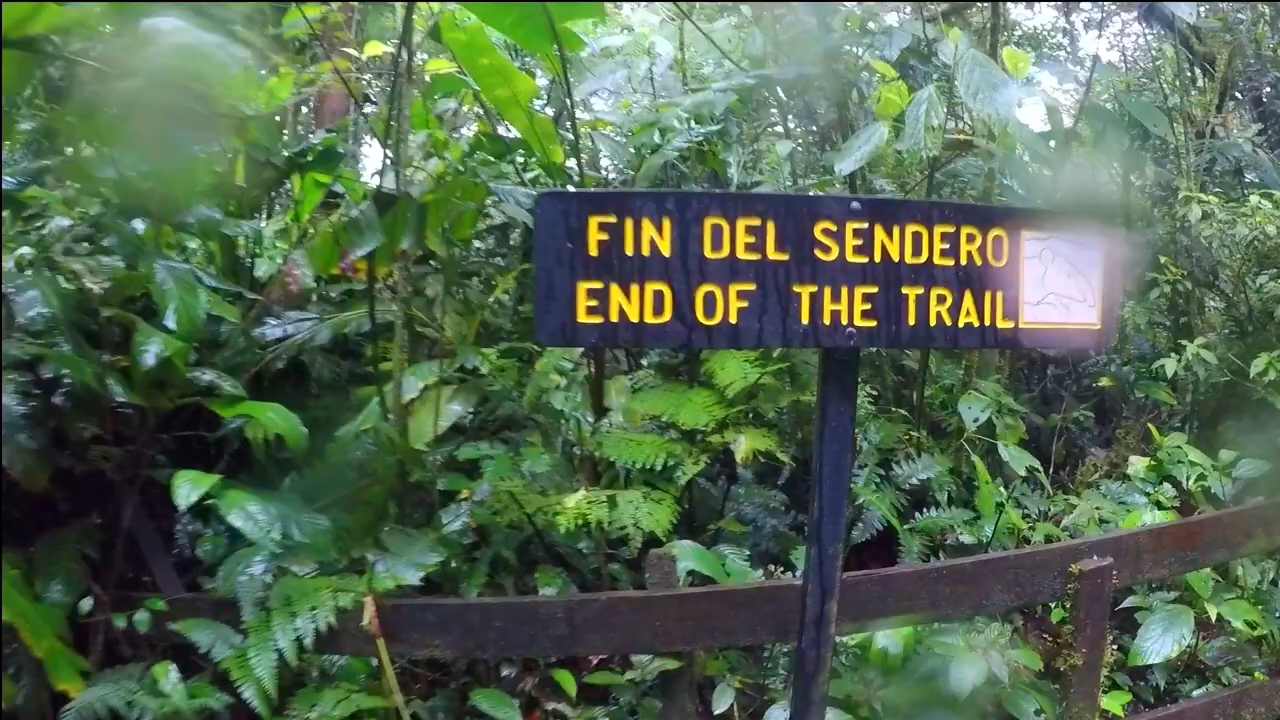 FIN DEL SENDERO
END OF THE TRAIL